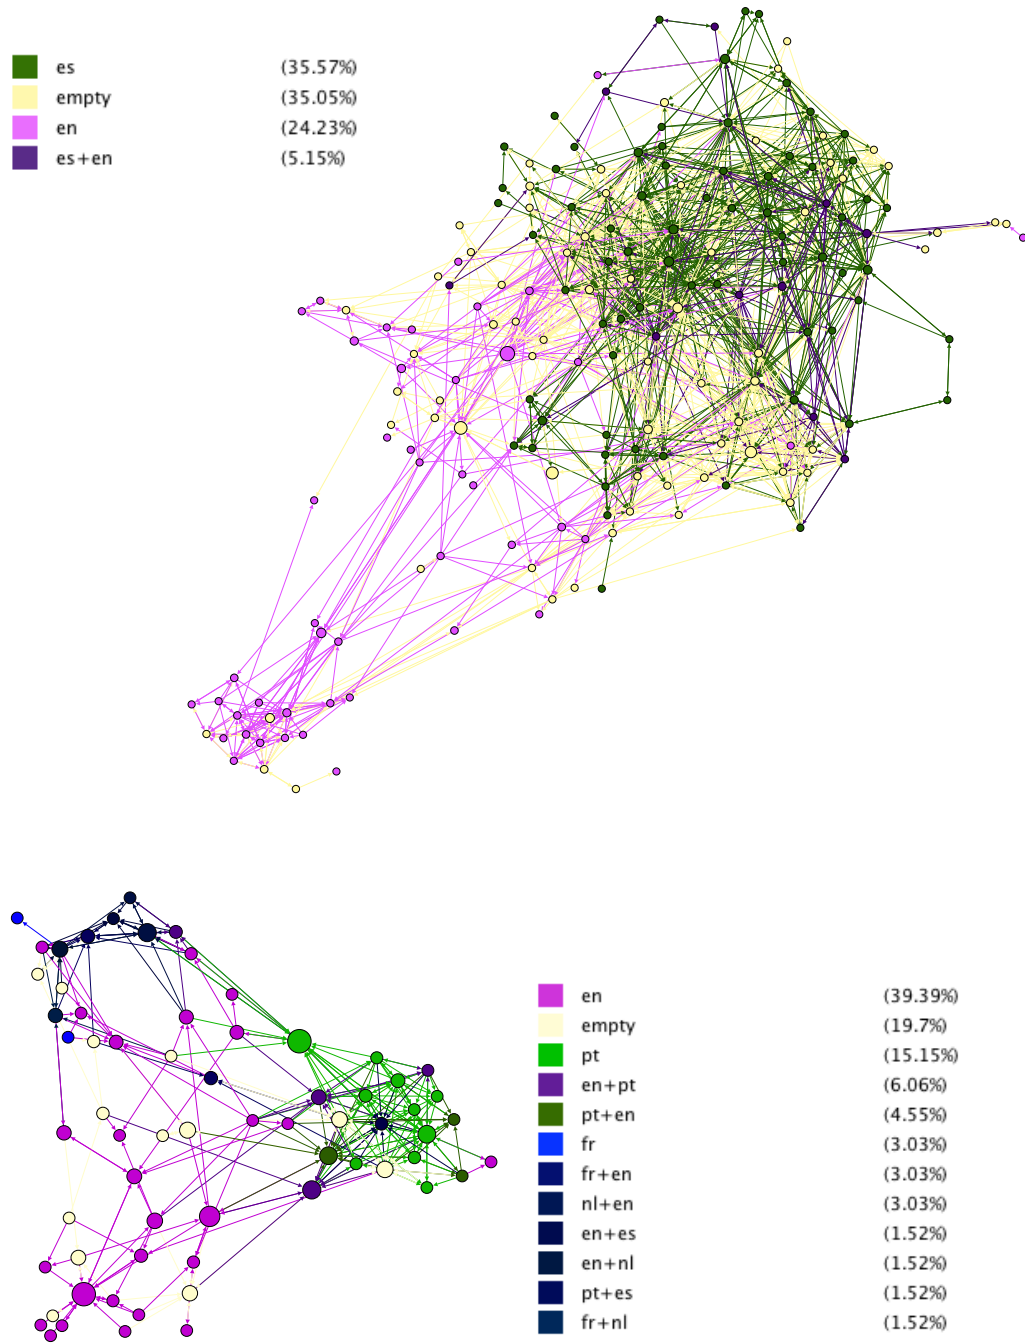 es (35.57%)
empty (35.05%)
en (24.23%)
es+en (5.15%)
en (39.39%)
empty (19.7%)
pt (15.15%)
en+pt (6.06%)
pt+en (4.55%)
fr (3.03%)
fr+en (3.03%)
nl+en (3.03%)
en+es (1.52%)
en+nl (1.52%)
pt+es (1.52%)
fr+nl (1.52%)